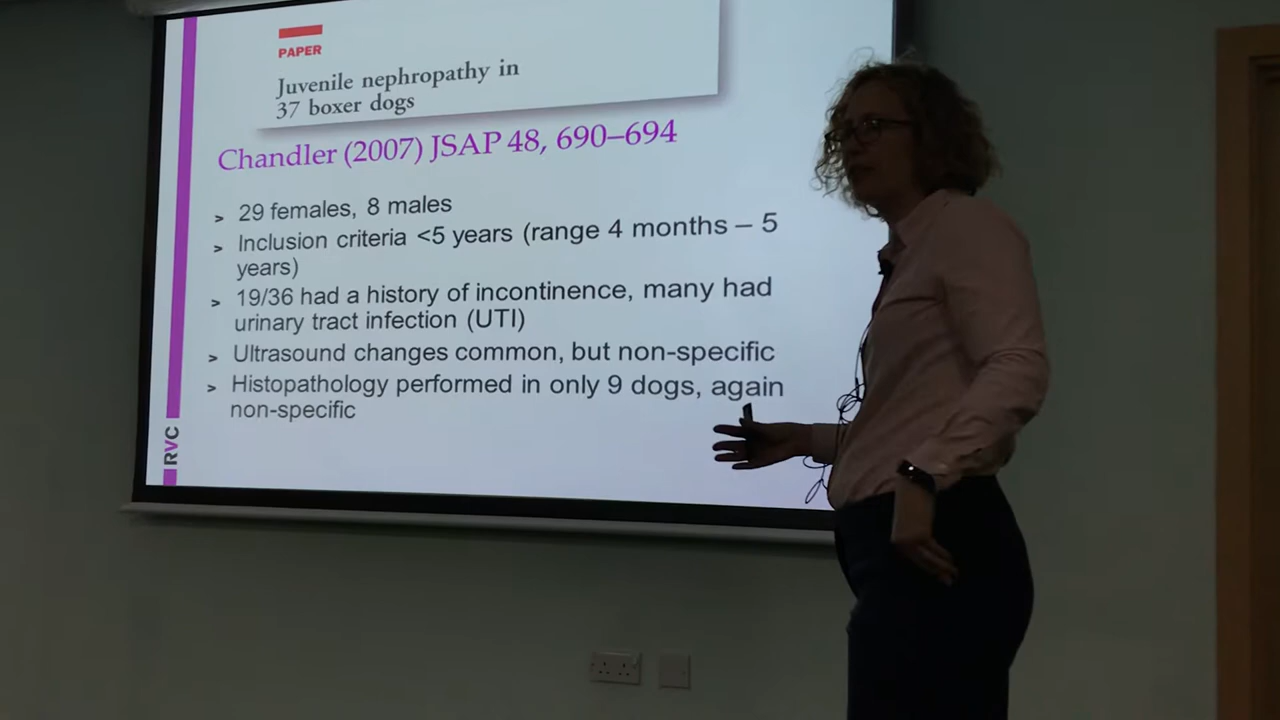 PAPER
Juvenile nephropathy in
37 boxer dogs
Chandler (2007) JSAP 48, 690–694
> 29 females, 8 males
> Inclusion criteria <5 years (range 4 months – 5
years)
> 19/36 had a history of incontinence, many had
urinary tract infection (UTI)
> Ultrasound changes common, but non-specific
> Histopathology performed in only 9 dogs, again
non-specific
RVC